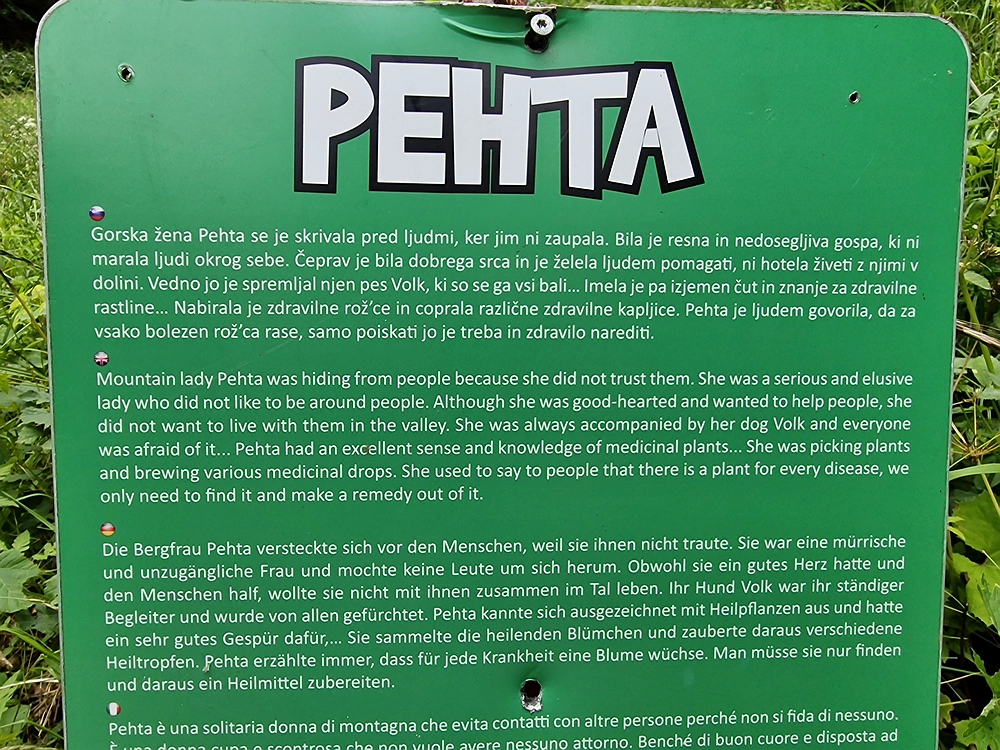 PEHTA
Gorska žena Pehta se je skrivala pred ljudmi, ker jim ni zaupala. Bila je resna in nedosegljiva gospa, ki ni
marala ljudi okrog sebe. Čeprav je bila dobrega srca in je želela ljudem pomagati, ni hotela živeti z njimi v
dolini. Vedno jo je spremljal njen pes Volk, ki so se ga vsi bali... Imela je pa izjemen čut in znanje za zdravilne
rastline... Nabirala je zdravilne rož'ce in coprala različne zdravilne kapljice. Pehta je ljudem govorila, da za
vsako bolezen rož'ca rase, samo poiskati jo je treba in zdravilo narediti.
Mountain lady Pehta was hiding from people because she did not trust them. She was a serious and elusive
lady who did not like to be around people. Although she was good-hearted and wanted to help people, she
did not want to live with them in the valley. She was always accompanied by her dog Volk and everyone
was afraid of it... Pehta had an excellent sense and knowledge of medicinal plants... She was picking plants
and brewing various medicinal drops. She used to say to people that there is a plant for every disease, we
only need to find it and make a remedy out of it.
Die Bergfrau Pehta versteckte sich vor den Menschen, weil sie ihnen nicht traute. Sie war eine mürrische
und unzugängliche Frau und mochte keine Leute um sich herum. Obwohl sie ein gutes Herz hatte und
den Menschen half, wollte sie nicht mit ihnen zusammen im Tal leben. Ihr Hund Volk war ihr ständiger
Begleiter und wurde von allen gefürchtet. Pehta kannte sich ausgezeichnet mit Heilpflanzen aus und hatte
ein sehr gutes Gespür dafür,... Sie sammelte die heilenden Blümchen und zauberte daraus verschiedene
Heiltropfen. Pehta erzählte immer, dass für jede Krankheit eine Blume wüchse. Man müsse sie nur finden
und daraus ein Heilmittel zubereiten.
Pehta è una solitaria donna di montagna che evita contatti con altre persone perché non si fida di nessuno.
È una donna cupa e scontrosa che non vuole avere nessuno attorno. Benché di buon cuore e disposta ad